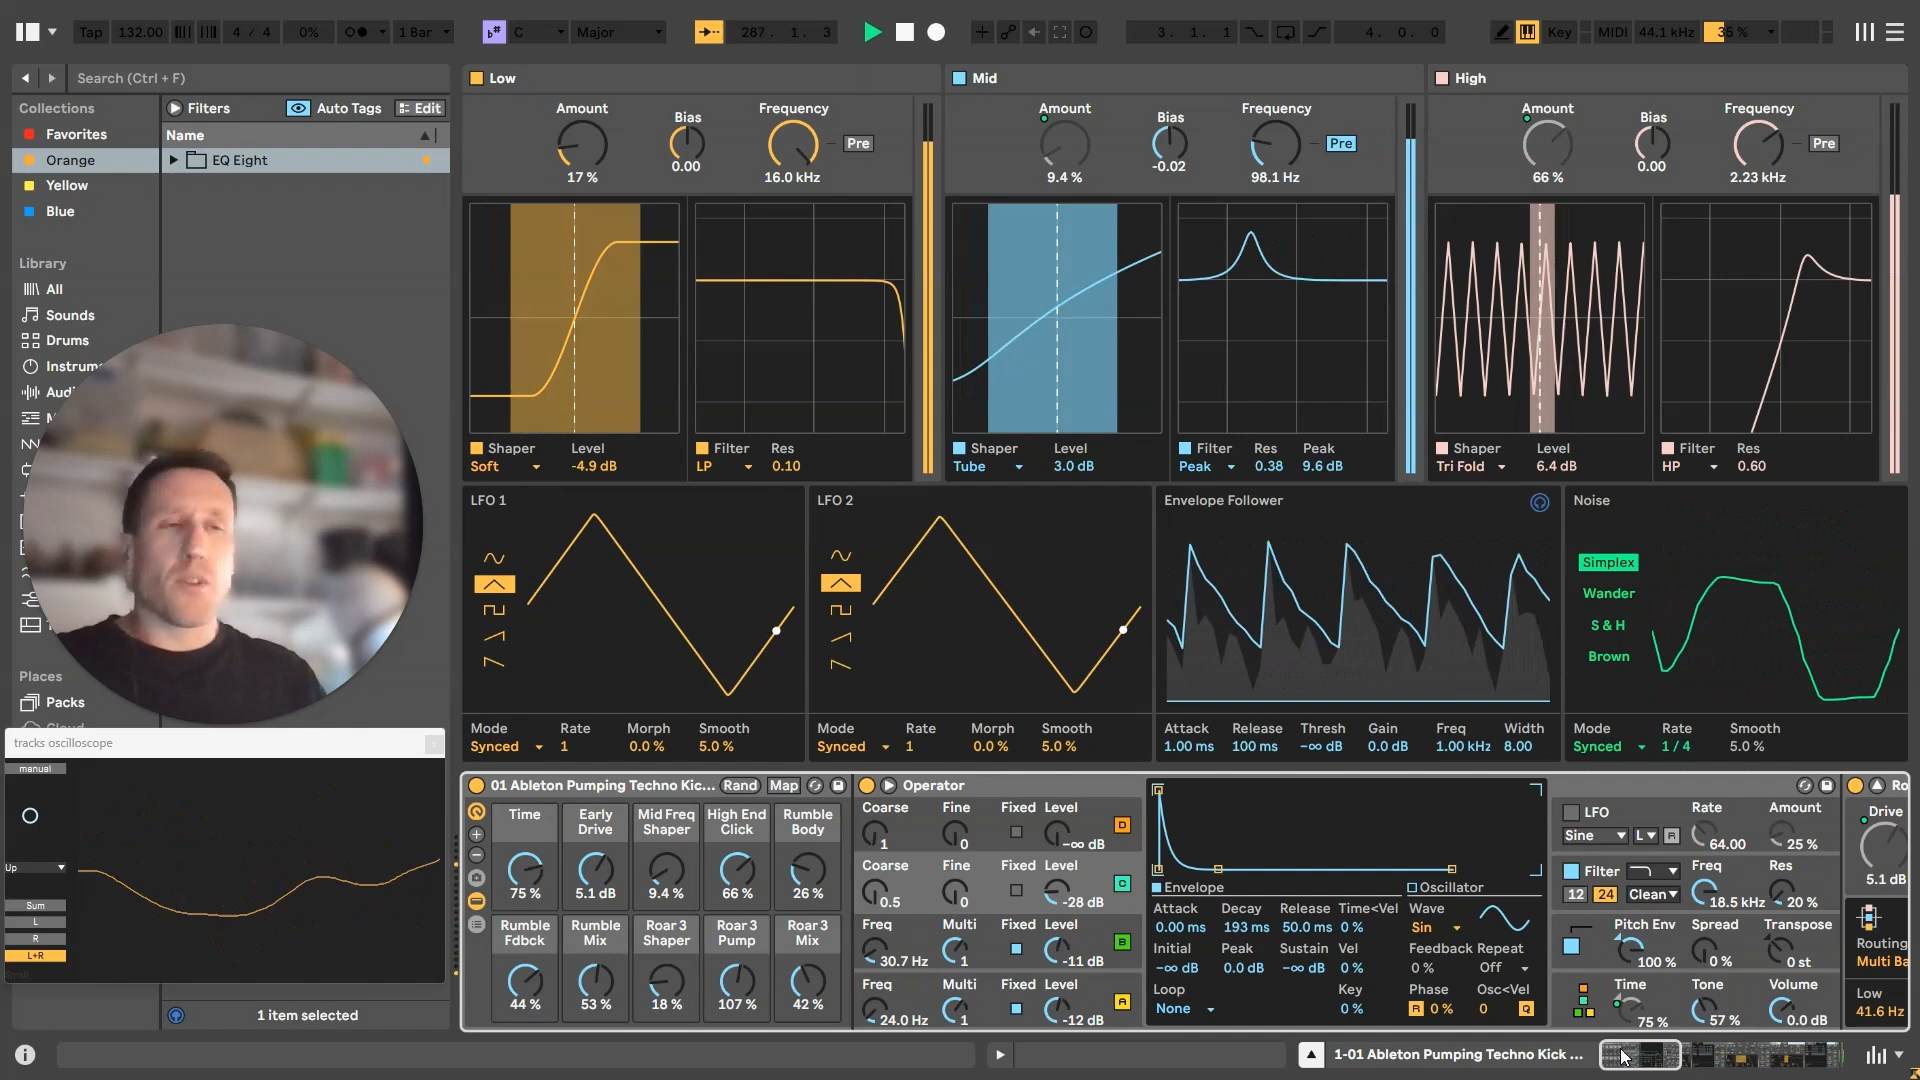 Tap 132.00 4 / 4 0% 1 Bar C Major 287. 1. 3 3. 1. 1 4. 0. 0 Key MIDI 44.1 kHz 35 %
Search (Ctrl + F)
Collections
Favorites
Orange
Yellow
Blue
Library
All
Sounds
Drums
Places
Packs
Filters Auto Tags Edit
Name
EQ Eight
1 item selected
tracks oscilloscope
manual
Up
Sum
L
R
L+R
Low
Amount Bias Frequency
17 % 0.00 16.0 kHz Pre
Shaper Level Filter Res
Soft -4.9 dB LP 0.10
Mid
Amount Bias Frequency
9.4 % -0.02 98.1 Hz Pre
Shaper Level Filter Res Peak
Tube 3.0 dB Peak 0.38 9.6 dB
High
Amount Bias Frequency
66 % 0.00 2.23 kHz Pre
Shaper Level Filter Res
Tri Fold 6.4 dB HP 0.60
LFO 1
Mode Rate Morph Smooth
Synced 1 0.0 % 5.0 %
LFO 2
Mode Rate Morph Smooth
Synced 1 0.0 % 5.0 %
Envelope Follower
Attack Release Thresh Gain Freq Width
1.00 ms 100 ms -∞ dB 0.0 dB 1.00 kHz 8.00
Noise
Simplex
Wander
S & H
Brown
Mode Rate Smooth
Synced 1 / 4 5.0 %
01 Ableton Pumping Techno Kic... Rand Map
Time Early Drive Mid Freq Shaper High End Click Rumble Body
75 % 5.1 dB 9.4 % 66 % 26 %
Rumble Fdbck Rumble Mix Roar 3 Shaper Roar 3 Pump Roar 3 Mix
44 % 53 % 18 % 107 % 42 %
Operator
Coarse Fine Fixed Level
1 0 -∞ dB D
Coarse Fine Fixed Level
0.5 0 -28 dB C
Freq Multi Fixed Level
30.7 Hz 1 -11 dB B
Freq Multi Fixed Level
24.0 Hz 1 -12 dB A
Envelope Oscillator
Attack Decay Release Time<Vel Wave
0.00 ms 193 ms 50.0 ms 0 % Sin
Initial Peak Sustain Vel Feedback Repeat
-∞ dB 0.0 dB -∞ dB 0 % 0 % Off
Loop Key Phase Osc<Vel
None 0 % R 0 % 0 Q
LFO Rate Amount
Sine L R 64.00 25 %
Filter Freq Res
12 24 Clean 18.5 kHz 20 %
Pitch Env Spread Transpose
100 % 0 % 0 st
Time Tone Volume
75 % 57 % 0.0 dB
Ro
Drive
5.1 dB
Routing
Multi Ba
Low
41.6 Hz
1-01 Ableton Pumping Techno Kick ...